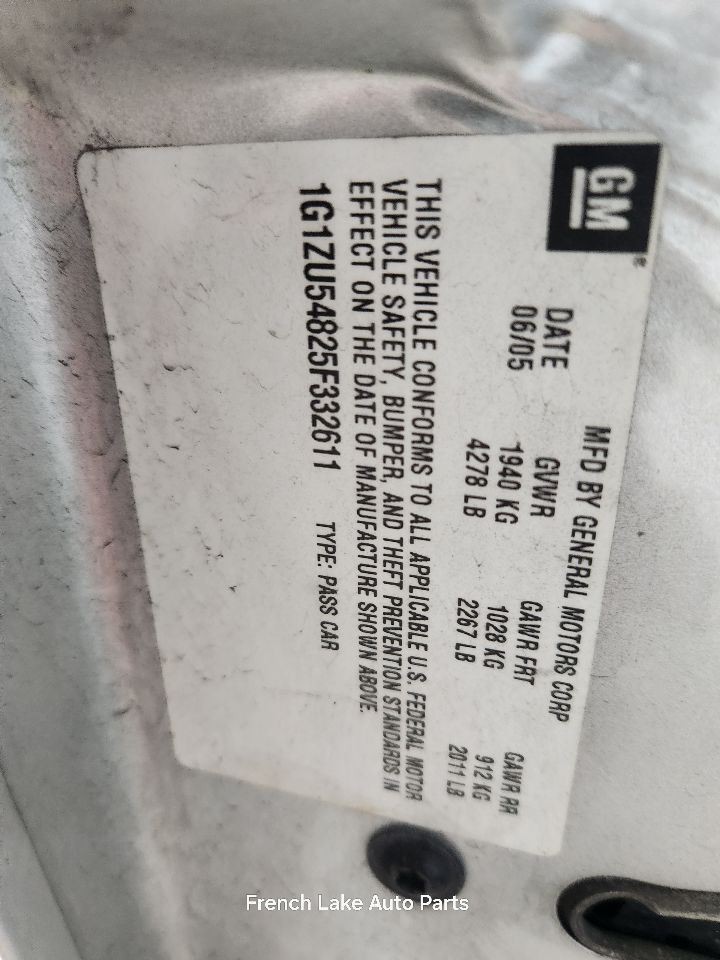 GM
MFD BY GENERAL MOTORS CORP
DATE GVWR GAWR FRT GAWR RR
06/05 1940 KG 1028 KG 912 KG
4278 LB 2267 LB 2011 LB
THIS VEHICLE CONFORMS TO ALL APPLICABLE U.S. FEDERAL MOTOR
VEHICLE SAFETY, BUMPER, AND THEFT PREVENTION STANDARDS IN
EFFECT ON THE DATE OF MANUFACTURE SHOWN ABOVE.
1G1ZU54825F332611 TYPE: PASS CAR
French Lake Auto Parts